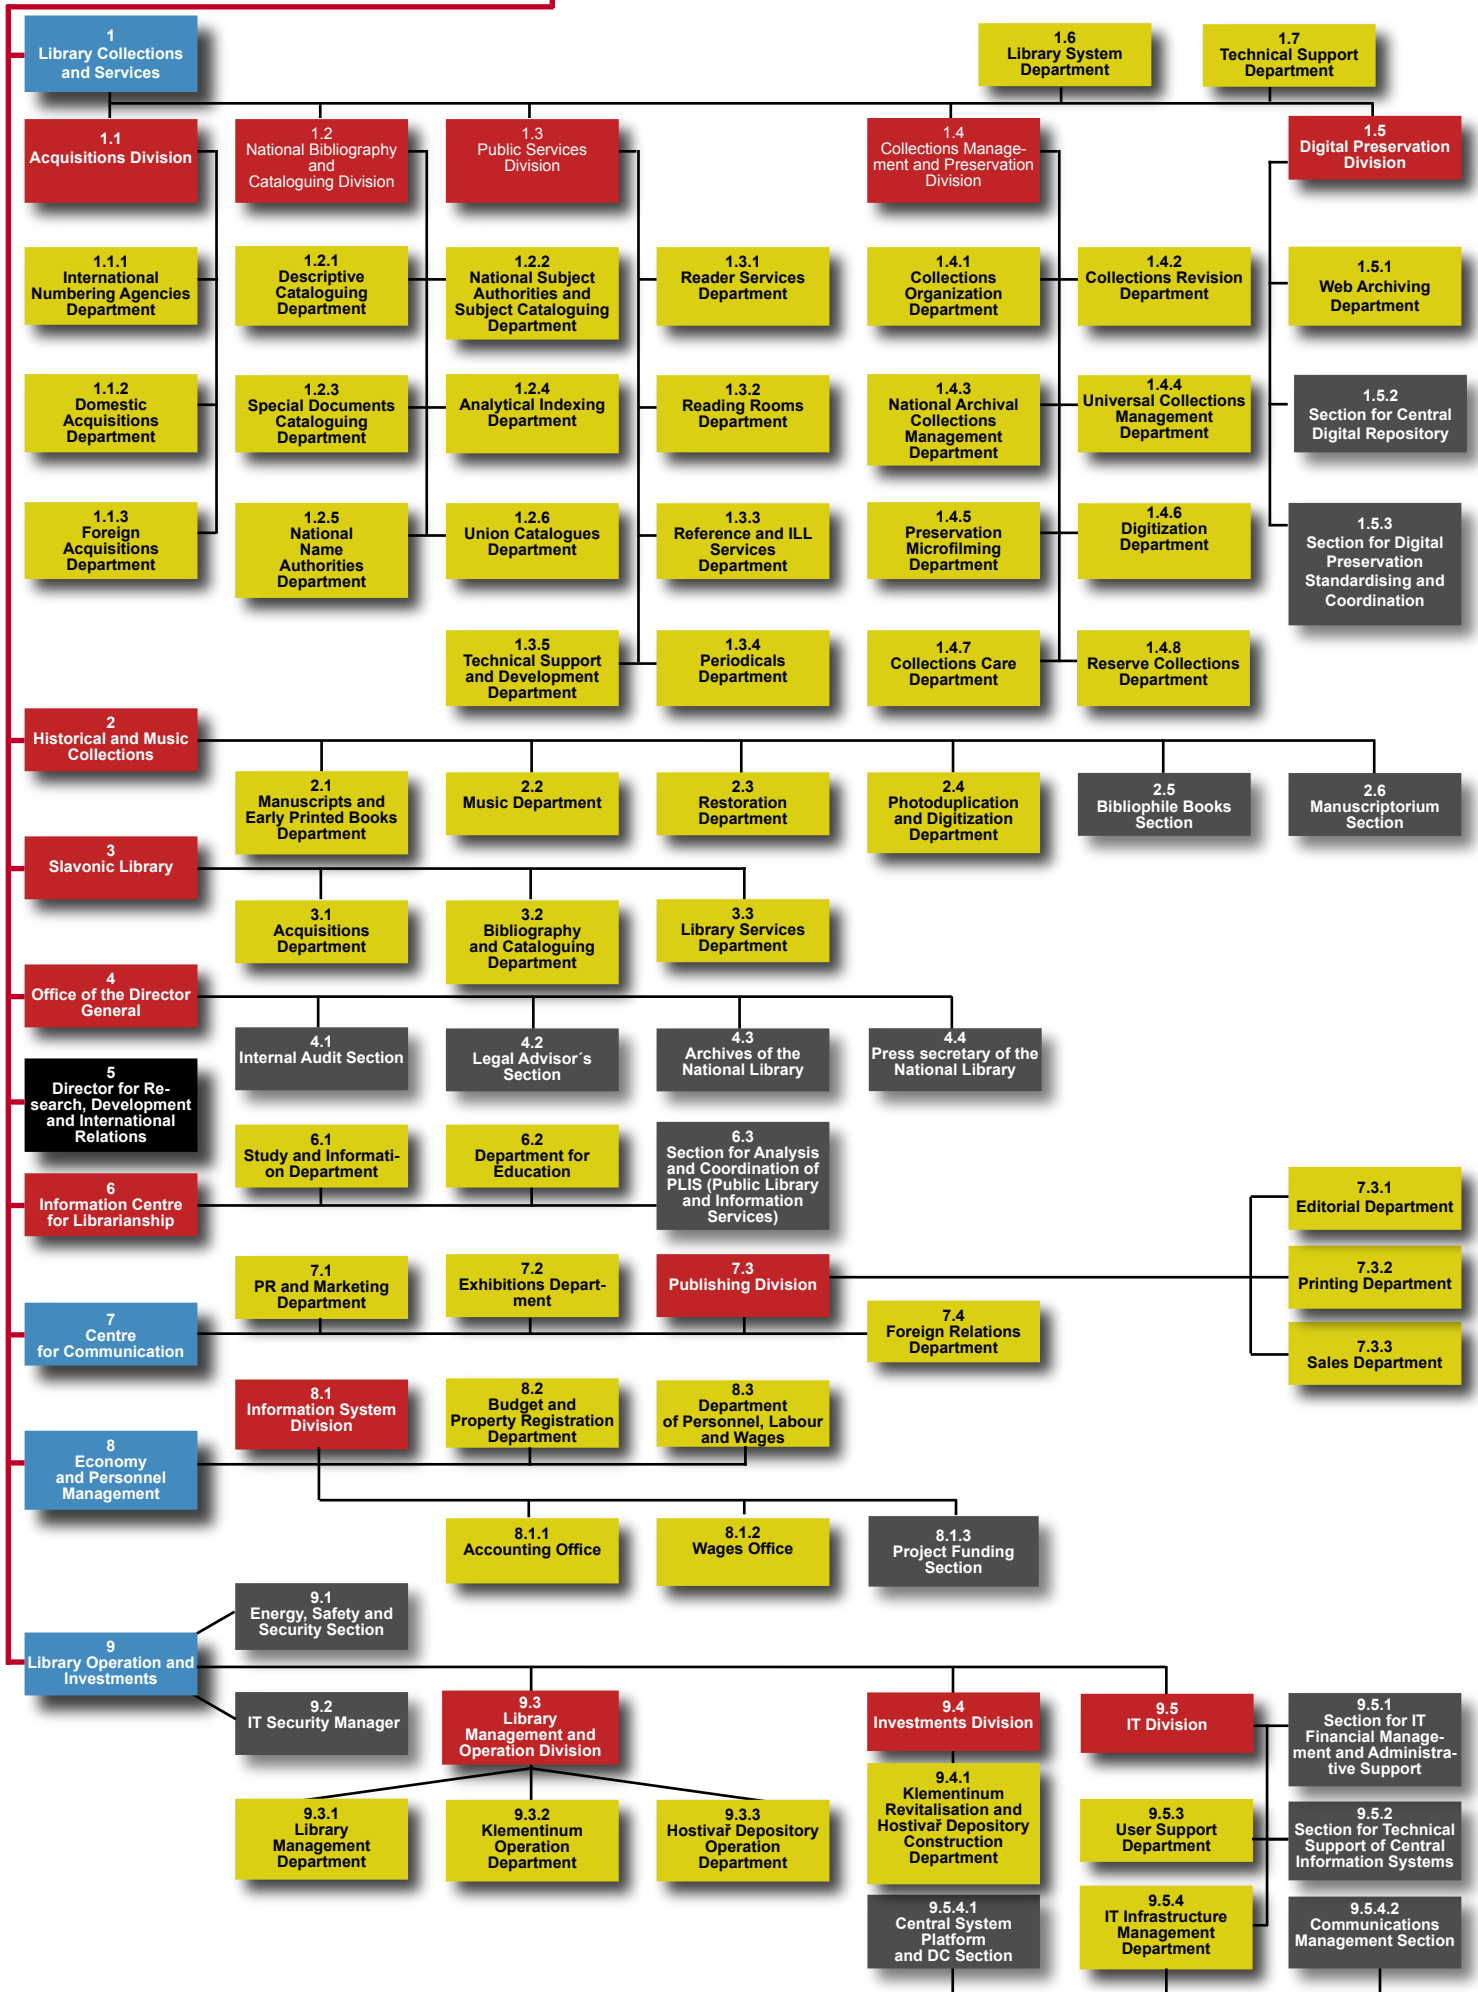 1
Library Collections
and Services
1.6
Library System
Department
1.7
Technical Support
Department
1.1
Acquisitions Division
1.2
National Bibliography
and
Cataloguing Division
1.3
Public Services
Division
1.4
Collections Manage-
ment and Preservation
Division
1.5
Digital Preservation
Division
1.1.1
International
Numbering Agencies
Department
1.2.1
Descriptive
Cataloguing
Department
1.2.2
National Subject
Authorities and
Subject Cataloguing
Department
1.3.1
Reader Services
Department
1.4.1
Collections
Organization
Department
1.4.2
Collections Revision
Department
1.5.1
Web Archiving
Department
1.1.2
Domestic
Acquisitions
Department
1.2.3
Special Documents
Cataloguing
Department
1.2.4
Analytical Indexing
Department
1.3.2
Reading Rooms
Department
1.4.3
National Archival
Collections
Management
Department
1.4.4
Universal Collections
Management
Department
1.5.2
Section for Central
Digital Repository
1.1.3
Foreign
Acquisitions
Department
1.2.5
National
Name
Authorities
Department
1.2.6
Union Catalogues
Department
1.3.3
Reference and ILL
Services
Department
1.4.5
Preservation
Microfilming
Department
1.4.6
Digitization
Department
1.5.3
Section for Digital
Preservation
Standardising and
Coordination
1.3.5
Technical Support
and Development
Department
1.3.4
Periodicals
Department
1.4.7
Collections Care
Department
1.4.8
Reserve Collections
Department
2
Historical and Music
Collections
2.1
Manuscripts and
Early Printed Books
Department
2.2
Music Department
2.3
Restoration
Department
2.4
Photoduplication
and Digitization
Department
2.5
Bibliophile Books
Section
2.6
Manuscriptorium
Section
3
Slavonic Library
3.1
Acquisitions
Department
3.2
Bibliography
and Cataloguing
Department
3.3
Library Services
Department
4
Office of the Director
General
4.1
Internal Audit Section
4.2
Legal Advisor´s
Section
4.3
Archives of the
National Library
4.4
Press secretary of the
National Library
5
Director for Re-
search, Development
and International
Relations
6.1
Study and Informati-
on Department
6.2
Department for
Education
6.3
Section for Analysis
and Coordination of
PLIS (Public Library
and Information
Services)
6
Information Centre
for Librarianship
7.3.1
Editorial Department
7.1
PR and Marketing
Department
7.2
Exhibitions Depart-
ment
7.3
Publishing Division
7.3.2
Printing Department
7
Centre
for Communication
7.4
Foreign Relations
Department
7.3.3
Sales Department
8.1
Information System
Division
8.2
Budget and
Property Registration
Department
8.3
Department
of Personnel, Labour
and Wages
8
Economy
and Personnel
Management
8.1.1
Accounting Office
8.1.2
Wages Office
8.1.3
Project Funding
Section
9.1
Energy, Safety and
Security Section
9
Library Operation and
Investments
9.2
IT Security Manager
9.3
Library
Management and
Operation Division
9.4
Investments Division
9.5
IT Division
9.5.1
Section for IT
Financial Manage-
ment and Administra-
tive Support
9.3.1
Library
Management
Department
9.3.2
Klementinum
Operation
Department
9.3.3
Hostivař Depository
Operation
Department
9.4.1
Klementinum
Revitalisation and
Hostivař Depository
Construction
Department
9.5.3
User Support
Department
9.5.2
Section for Technical
Support of Central
Information Systems
9.5.4.1
Central System
Platform
and DC Section
9.5.4
IT Infrastructure
Management
Department
9.5.4.2
Communications
Management Section